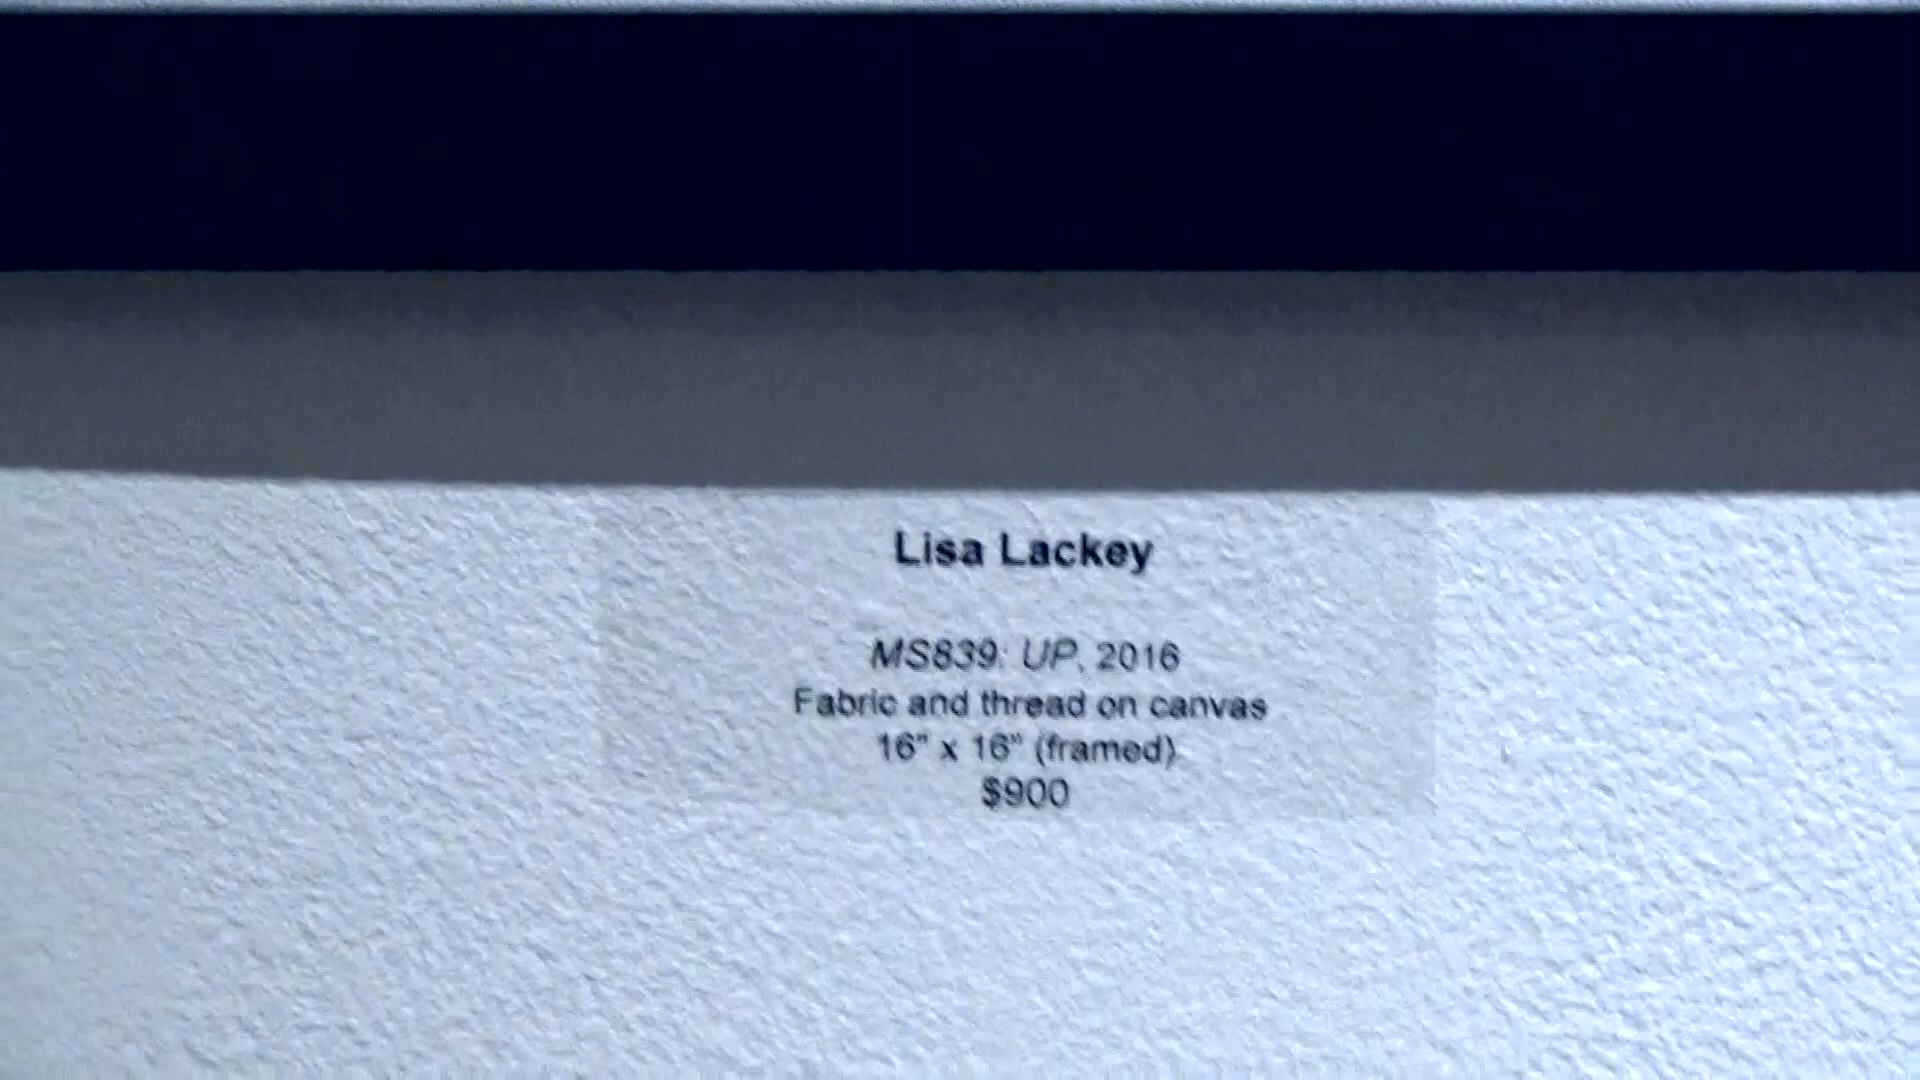 Lisa Lackey
MS839: UP, 2016
Fabric and thread on canvas
16" x 16" (framed)
$900